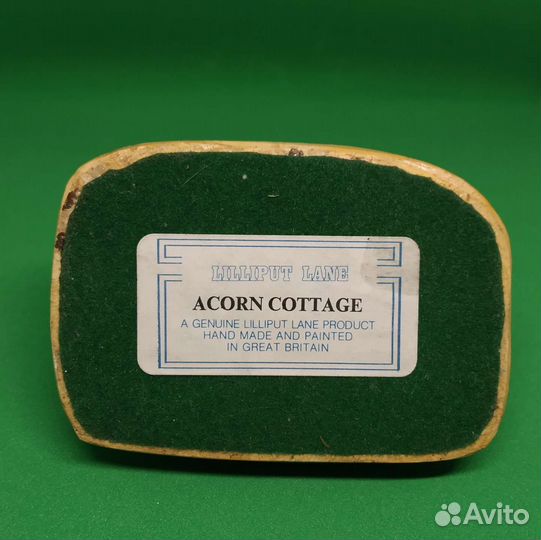 LILLIPUT LANE
ACORN COTTAGE
A GENUINE LILLIPUT LANE PRODUCT
HAND MADE AND PAINTED
IN GREAT BRITAIN
Avito